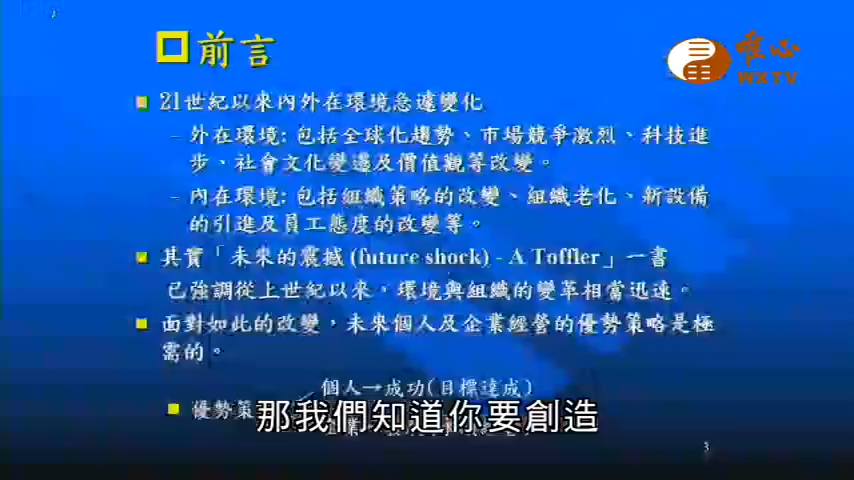 前言
唯心
WXTV
21世紀以來內外在環境急遽變化
– 外在環境: 包括全球化趨勢、市場競爭激烈、科技進
步、社會文化變遷及價值觀等改變。
– 內在環境: 包括組織策略的改變、組織老化、新設備
的引進及員工態度的改變等。
其實「未來的震撼 (future shock) - A Toffler」一書
已強調從上世紀以來，環境與組織的變革相當迅速。
面對如此的改變，未來個人及企業經營的優勢策略是極
需的。
個人→成功(目標達成)
優勢策
那我們知道你要創造
3